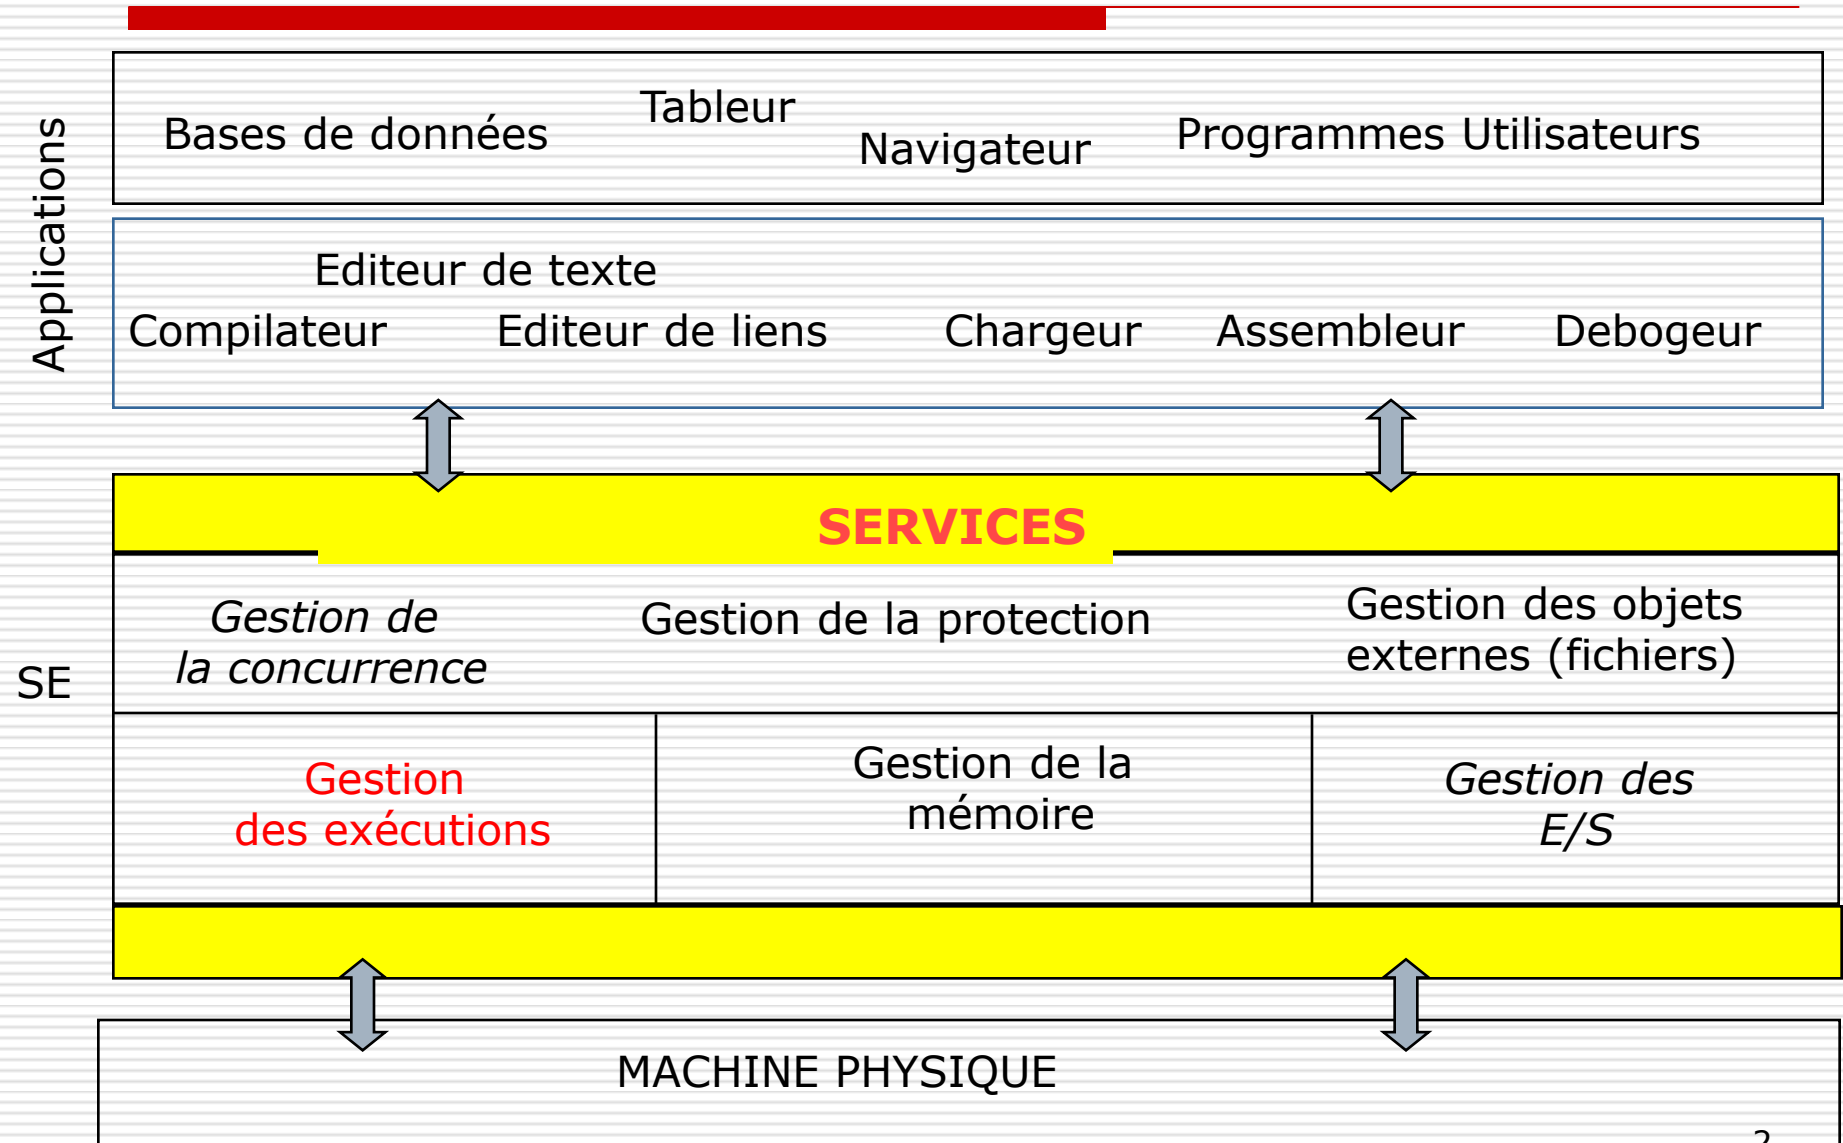 Applications
Bases de données
Tableur
Navigateur
Programmes Utilisateurs
Editeur de texte
Compilateur
Editeur de liens
Chargeur
Assembleur
Debogeur
SERVICES
SE
Gestion de
la concurrence
Gestion de la protection
Gestion des objets
externes (fichiers)
Gestion
des exécutions
Gestion de la
mémoire
Gestion des
E/S
MACHINE PHYSIQUE
2